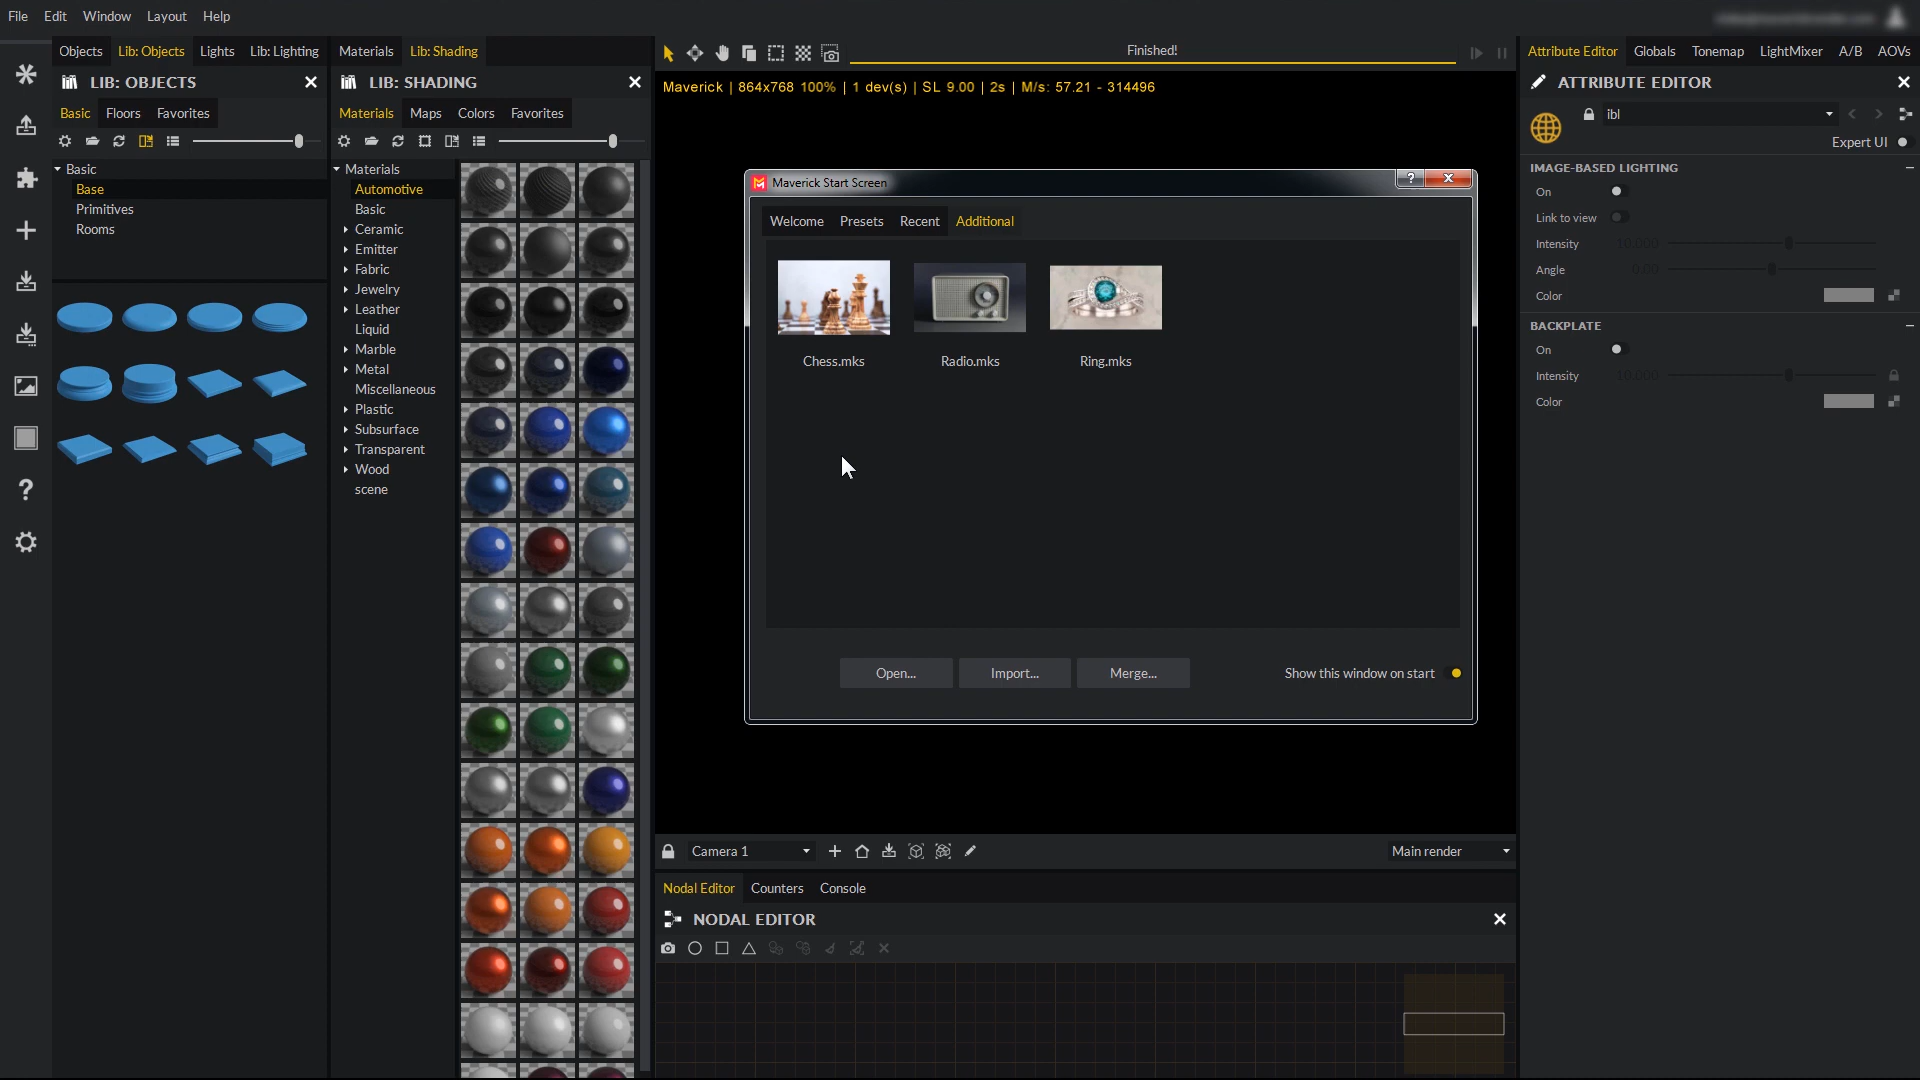 File Edit Window Layout Help
Objects Lib: Objects Lights Lib: Lighting
LIB: OBJECTS
Basic Floors Favorites
Basic
Base
Primitives
Rooms
Materials Lib: Shading
LIB: SHADING
Materials Maps Colors Favorites
Materials
Automotive
Basic
Ceramic
Emitter
Fabric
Jewelry
Leather
Liquid
Marble
Metal
Miscellaneous
Plastic
Subsurface
Transparent
Wood
scene
Finished!
Maverick | 864x768 100% | 1 dev(s) | SL 9.00 | 2s | M/s: 57.21 - 314496
Maverick Start Screen
Welcome Presets Recent Additional
Chess.mks Radio.mks Ring.mks
Open... Import... Merge... Show this window on start
Camera 1 Main render
Nodal Editor Counters Console
NODAL EDITOR
Attribute Editor Globals Tonemap LightMixer A/B AOVs
ATTRIBUTE EDITOR
ibl
Expert UI
IMAGE-BASED LIGHTING
On
Link to view
Intensity 10.000
Angle 0.00
Color
BACKPLATE
On
Intensity 10.000
Color